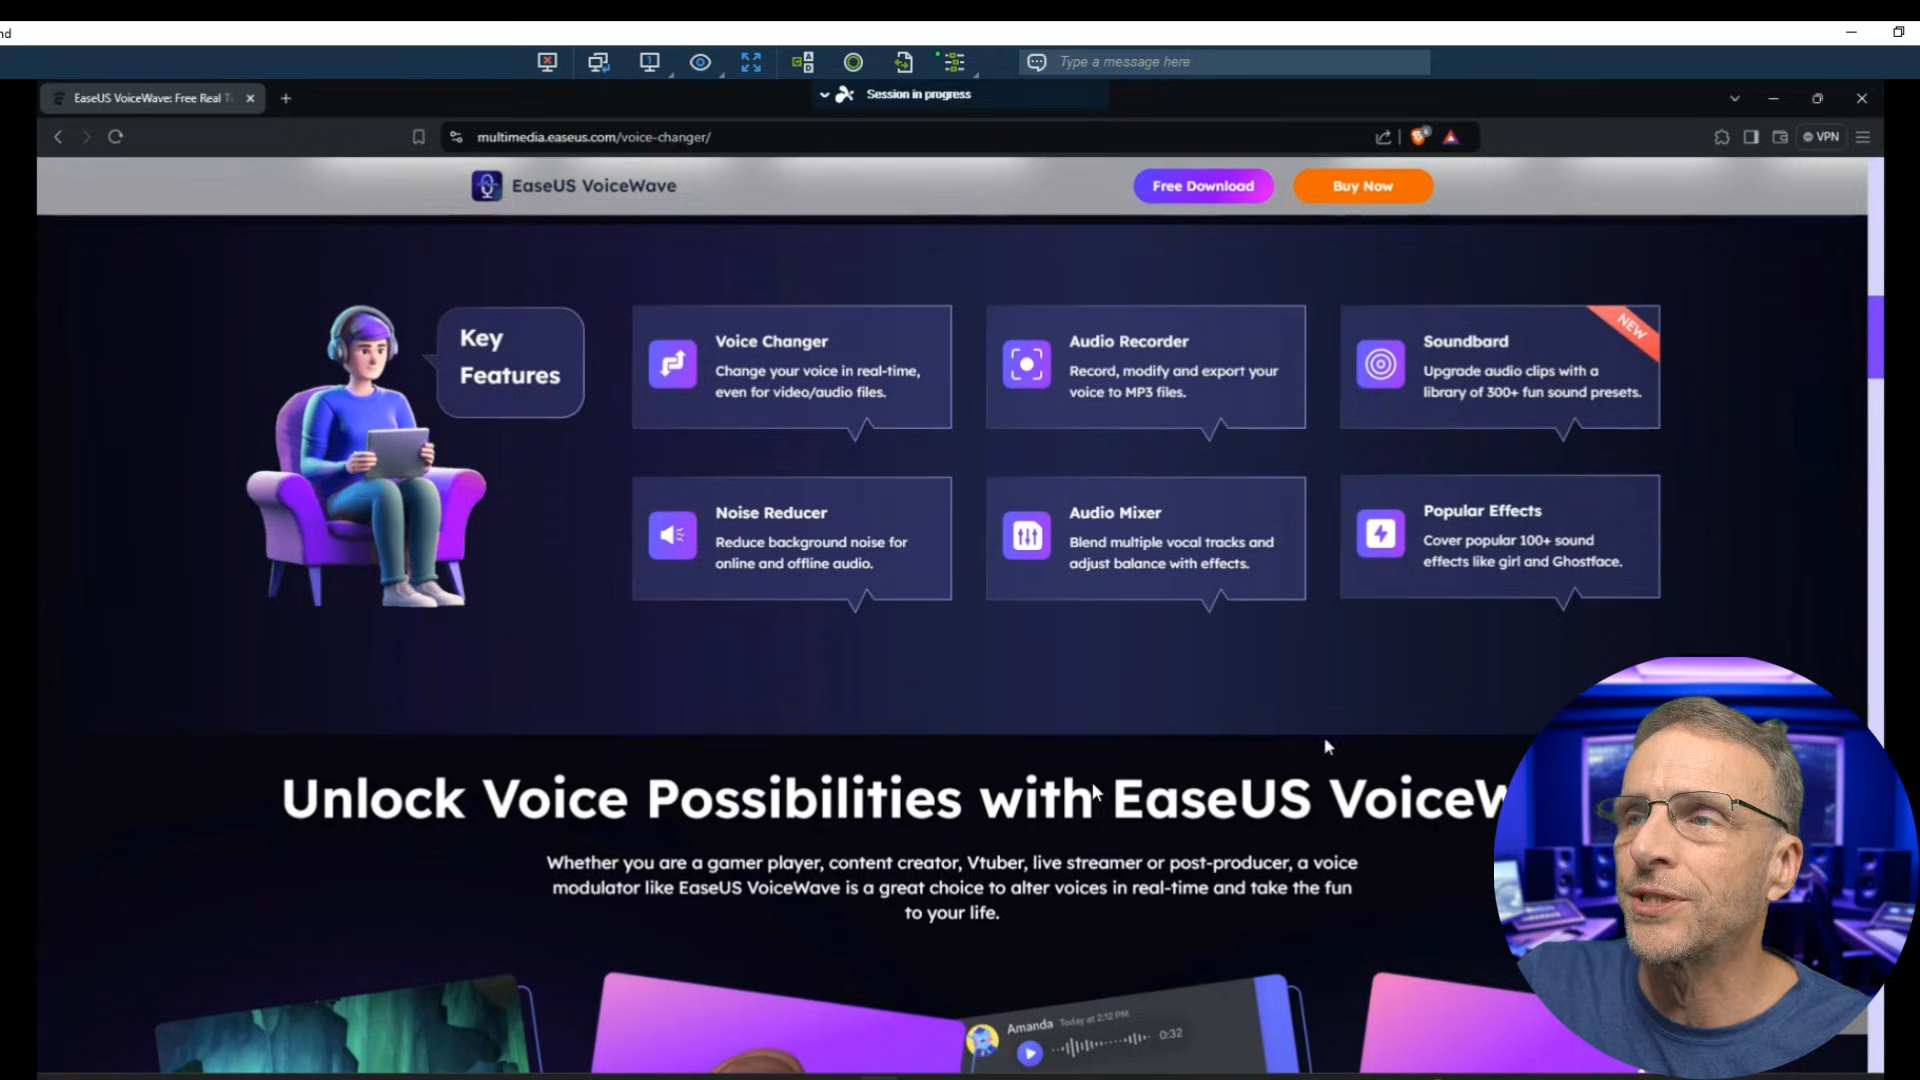 nd
Type a message here
EaseUS VoiceWave: Free Real T
Session in progress
multimedia.easeus.com/voice-changer/
VPN
EaseUS VoiceWave
Free Download
Buy Now
Key
Features
Voice Changer
Change your voice in real-time,
even for video/audio files.
Audio Recorder
Record, modify and export your
voice to MP3 files.
Soundbard
Upgrade audio clips with a
library of 300+ fun sound presets.
NEW
Noise Reducer
Reduce background noise for
online and offline audio.
Audio Mixer
Blend multiple vocal tracks and
adjust balance with effects.
Popular Effects
Cover popular 100+ sound
effects like girl and Ghostface.
Unlock Voice Possibilities with EaseUS VoiceW
Whether you are a gamer player, content creator, Vtuber, live streamer or post-producer, a voice
modulator like EaseUS VoiceWave is a great choice to alter voices in real-time and take the fun
to your life.
Amanda Today at 2:12 PM
0:32